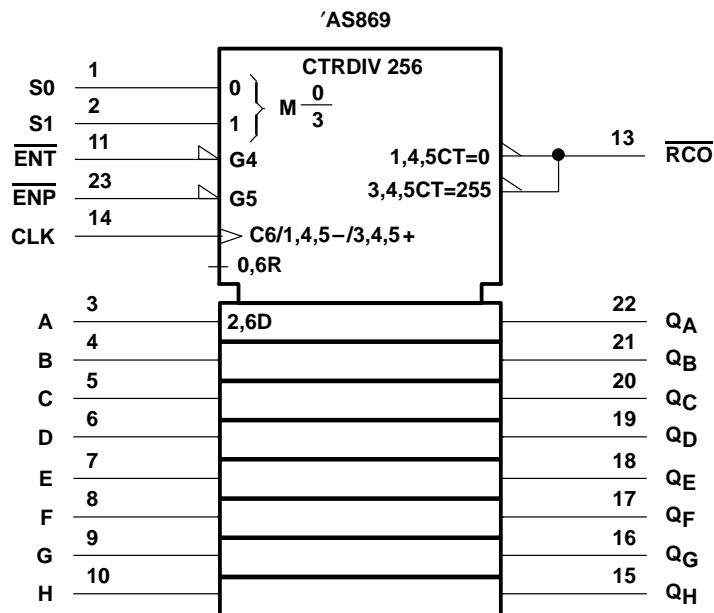 ′AS869
CTRDIV 256
S0 1 0
S1 2 1 M 0/3
ENT 11 G4 1,4,5CT=0 13 RCO
ENP 23 G5 3,4,5CT=255
CLK 14 C6/1,4,5−/3,4,5+
0,6R
A 3 2,6D 22 QA
B 4 21 QB
C 5 20 QC
D 6 19 QD
E 7 18 QE
F 8 17 QF
G 9 16 QG
H 10 15 QH